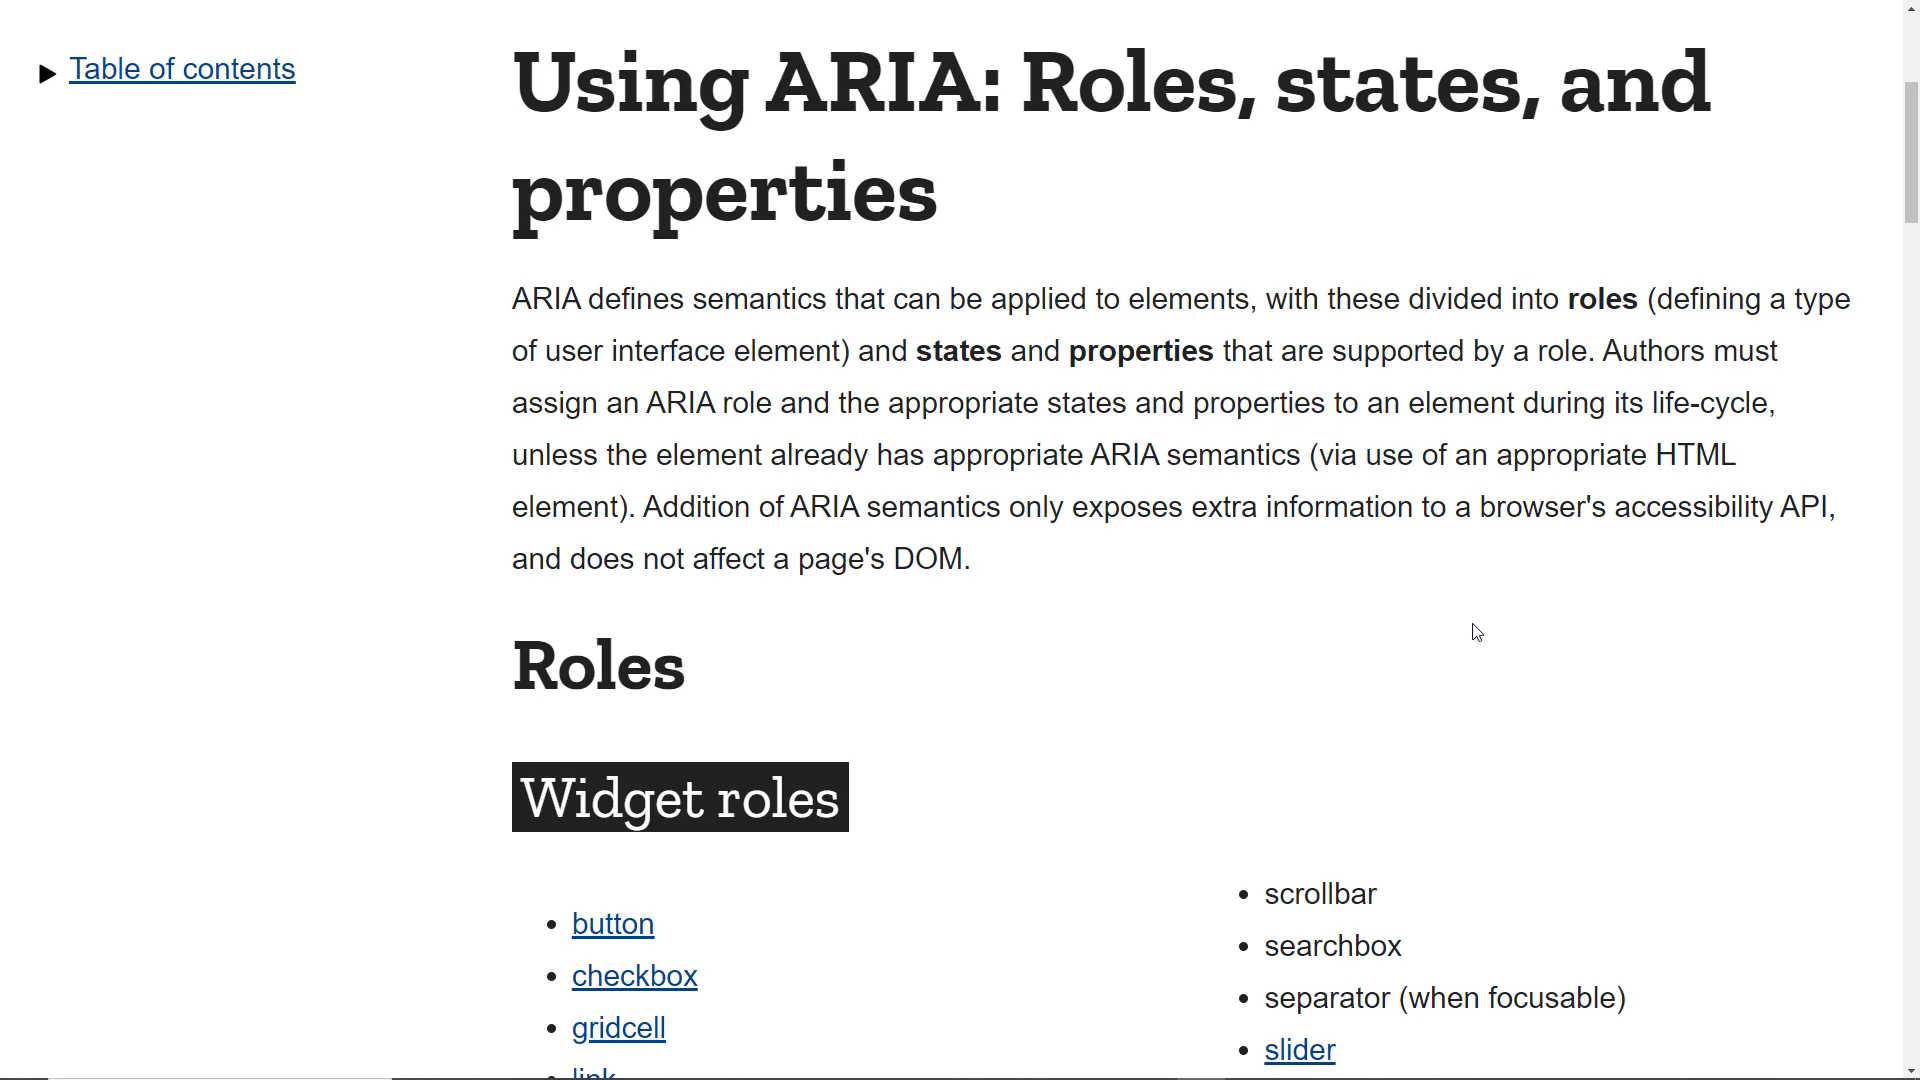 Table of contents
Using ARIA: Roles, states, and
properties
ARIA defines semantics that can be applied to elements, with these divided into roles (defining a type
of user interface element) and states and properties that are supported by a role. Authors must
assign an ARIA role and the appropriate states and properties to an element during its life-cycle,
unless the element already has appropriate ARIA semantics (via use of an appropriate HTML
element). Addition of ARIA semantics only exposes extra information to a browser's accessibility API,
and does not affect a page's DOM.
Roles
Widget roles
button
checkbox
gridcell
link
scrollbar
searchbox
separator (when focusable)
slider